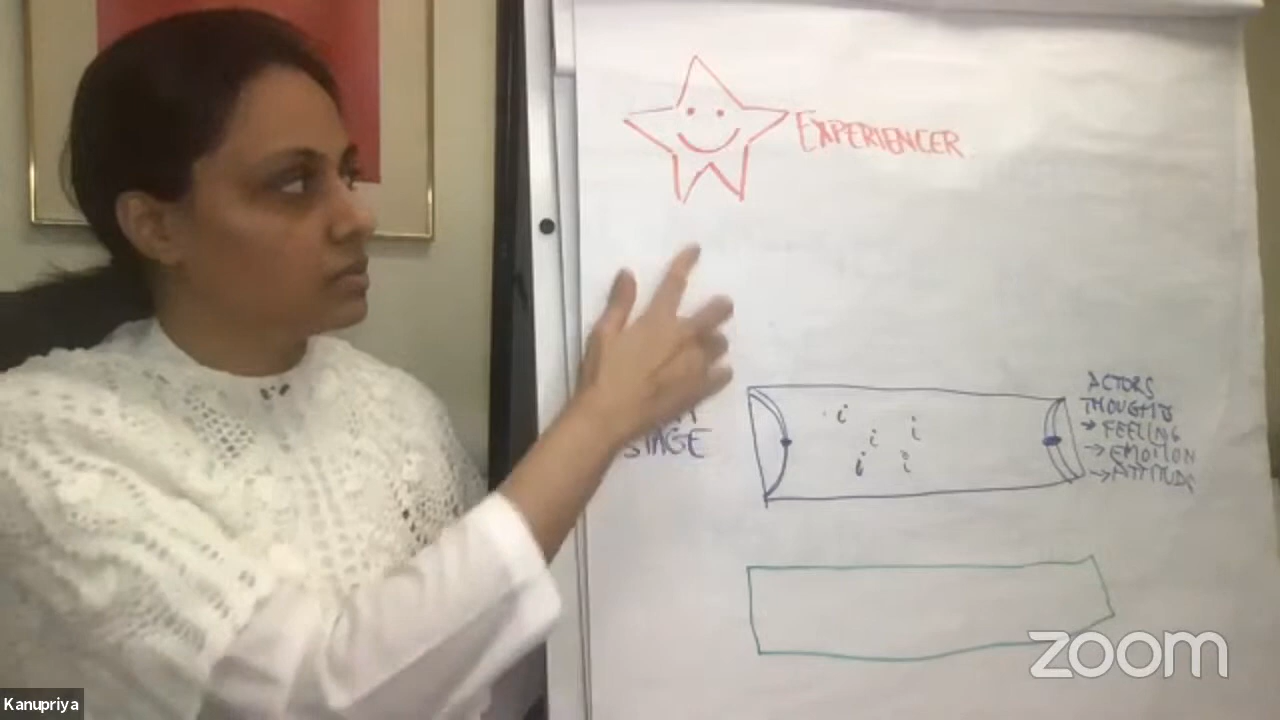 EXPERIENCER
STAGE
i
i
i
i
i
ACTORS
THOUGHTS
→ FEELING
→ EMOTION
→ ATTITUDE
zoom
Kanupriya